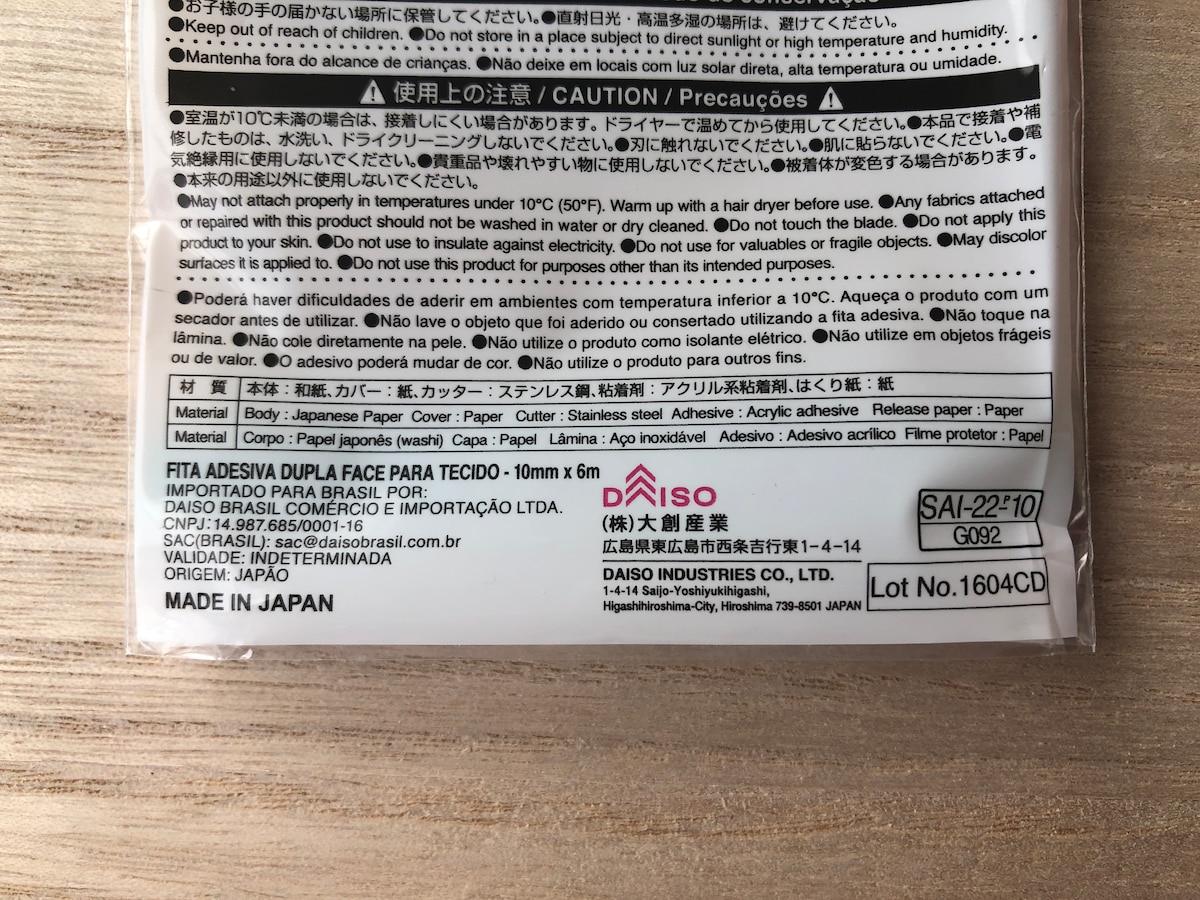 ●お子様の手の届かない場所に保管してください。●直射日光・高温多湿の場所は、避けてください。
●Keep out of reach of children. ●Do not store in a place subject to direct sunlight or high temperature and humidity.
●Mantenha fora do alcance de crianças. ●Não deixe em locais com luz solar direta, alta temperatura ou umidade.
使用上の注意 / CAUTION / Precauções
●室温が10℃未満の場合は、接着しにくい場合があります。ドライヤーで温めてから使用してください。●本品で接着や補
修したものは、水洗い、ドライクリーニングしないでください。●刃に触れないでください。●肌に貼らないでください。●電
気絶縁用に使用しないでください。●貴重品や壊れやすい物に使用しないでください。●被着体が変色する場合があります。
●本来の用途以外に使用しないでください。
●May not attach properly in temperatures under 10°C (50°F). Warm up with a hair dryer before use. ●Any fabrics attached
or repaired with this product should not be washed in water or dry cleaned. ●Do not touch the blade. ●Do not apply this
product to your skin. ●Do not use to insulate against electricity. ●Do not use for valuables or fragile objects. ●May discolor
surfaces it is applied to. ●Do not use this product for purposes other than its intended purposes.
●Poderá haver dificuldades de aderir em ambientes com temperatura inferior a 10°C. Aqueça o produto com um
secador antes de utilizar. ●Não lave o objeto que foi aderido ou consertado utilizando a fita adesiva. ●Não toque na
lâmina. ●Não cole diretamente na pele. ●Não utilize o produto como isolante elétrico. ●Não utilize em objetos frágeis
ou de valor. ●O adesivo poderá mudar de cor. ●Não utilize o produto para outros fins.
材 質 本体：和紙、カバー：紙、カッター：ステンレス鋼、粘着剤：アクリル系粘着剤、はくり紙：紙
Material Body : Japanese Paper Cover : Paper Cutter : Stainless steel Adhesive : Acrylic adhesive Release paper : Paper
Material Corpo : Papel japonês (washi) Capa : Papel Lâmina : Aço inoxidável Adesivo : Adesivo acrílico Filme protetor : Papel
FITA ADESIVA DUPLA FACE PARA TECIDO - 10mm x 6m
IMPORTADO PARA BRASIL POR:
DAISO BRASIL COMÉRCIO E IMPORTAÇÃO LTDA.
CNPJ: 14.987.685/0001-16
SAC(BRASIL): sac@daisobrasil.com.br
VALIDADE: INDETERMINADA
ORIGEM: JAPÃO
MADE IN JAPAN
DAISO
(株)大創産業
広島県東広島市西条吉行東1-4-14
DAISO INDUSTRIES CO., LTD.
1-4-14 Saijo-Yoshiyukihigashi,
Higashihiroshima-City, Hiroshima 739-8501 JAPAN
SAI-22-P-10
G092
Lot No.1604CD